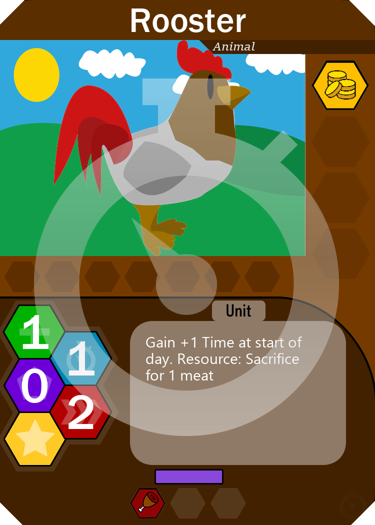 Rooster
Animal
Unit
Gain +1 Time at start of
day. Resource: Sacrifice
for 1 meat
1
1
0
2